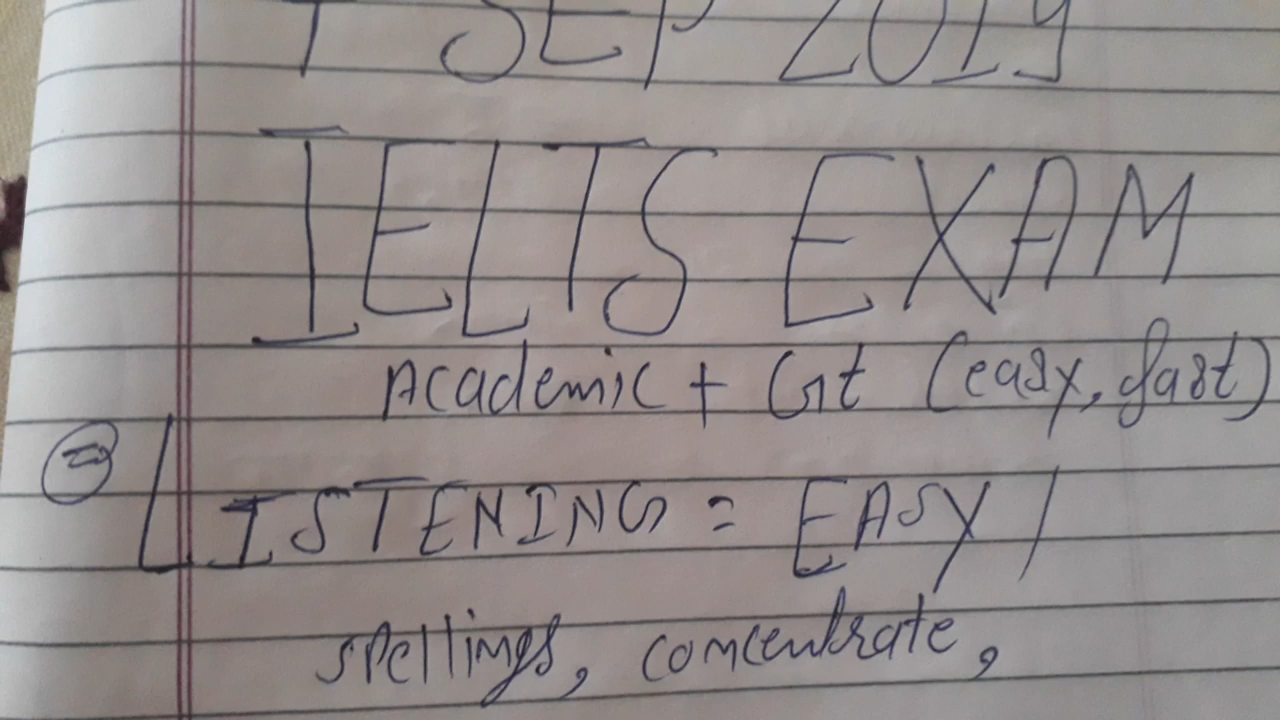 SEP 2019
IELTS EXAM
Academic + Gt (easy, fast)
LISTENING = EASY /
spellings, concentrate,